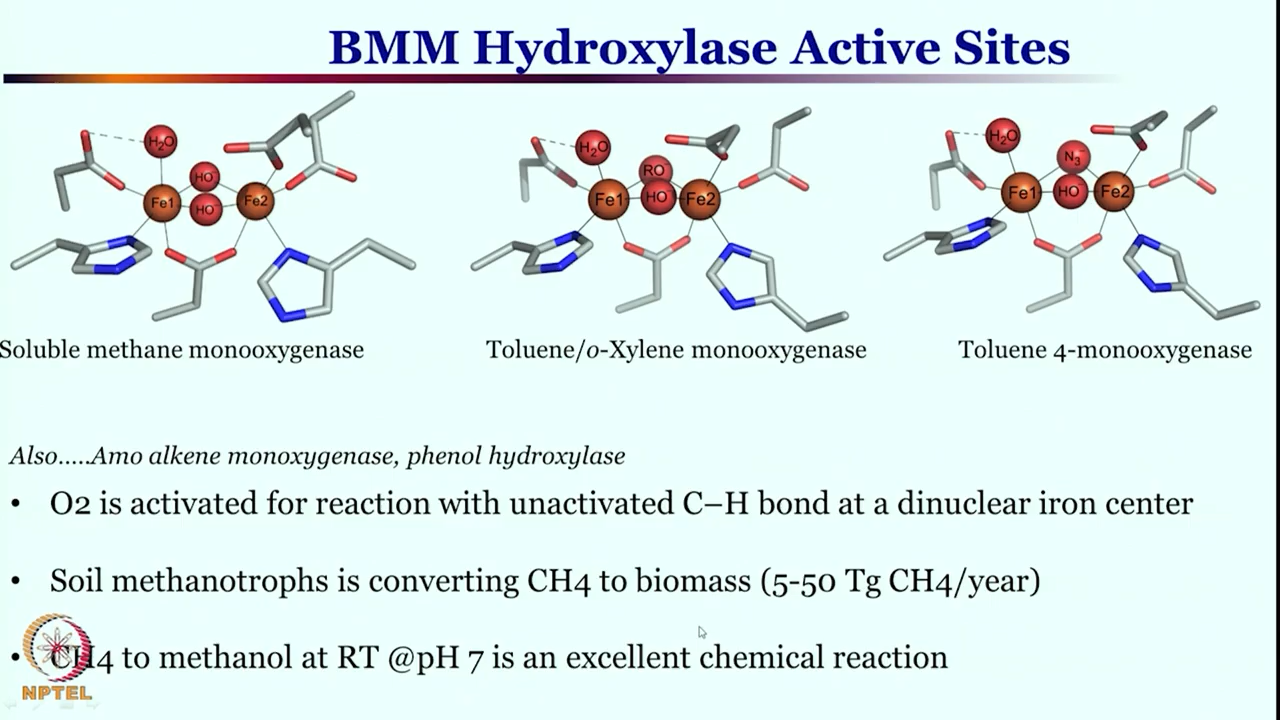 BMM Hydroxylase Active Sites
H₂O HO⁻ HO⁻ Fe1 Fe2
H₂O RO⁻ HO⁻ Fe1 Fe2
H₂O N₃⁻ HO⁻ Fe1 Fe2
Soluble methane monooxygenase
Toluene/o-Xylene monooxygenase
Toluene 4-monooxygenase
Also.....Amo alkene monoxygenase, phenol hydroxylase
• O2 is activated for reaction with unactivated C–H bond at a dinuclear iron center
• Soil methanotrophs is converting CH4 to biomass (5-50 Tg CH4/year)
• CH4 to methanol at RT @pH 7 is an excellent chemical reaction
NPTEL